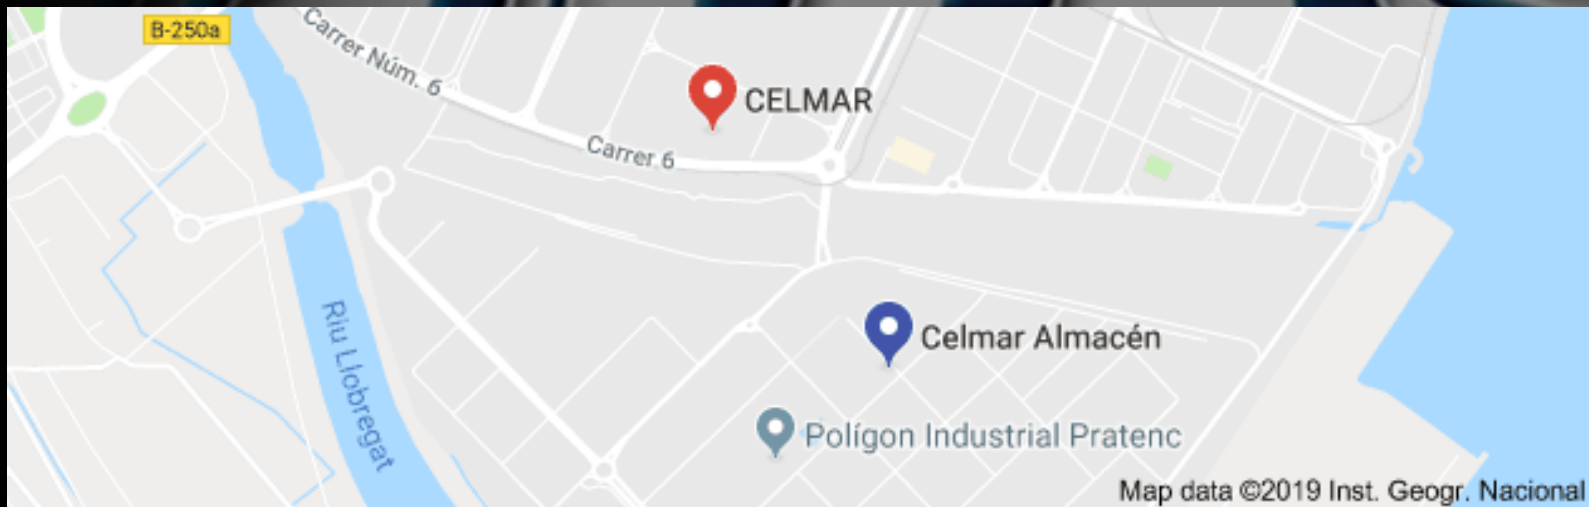 B-250a
Carrer Núm. 6
CELMAR
Carrer 6
Riu Llobregat
Celmar Almacén
Polígon Industrial Pratenc
Map data ©2019 Inst. Geogr. Nacional